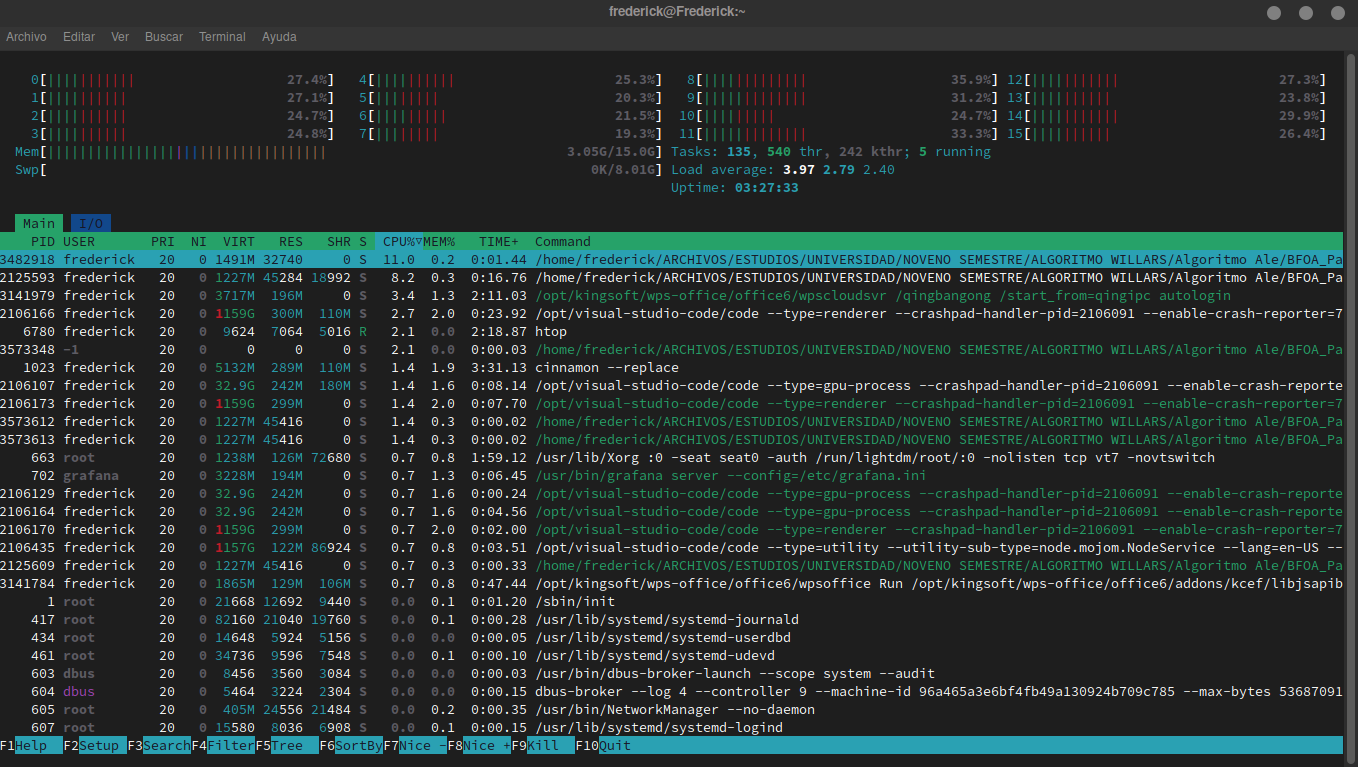 frederick@Frederick:~
Archivo Editar Ver Buscar Terminal Ayuda
0[||||||||||| 27.4%] 4[|||||||||| 25.3%] 8[||||||||||||| 35.9%] 12[||||||||||| 27.3%]
1[|||||||||| 27.1%] 5[|||||||| 20.3%] 9[||||||||||||| 31.2%] 13[|||||||||| 23.8%]
2[|||||||||| 24.7%] 6[||||||||| 21.5%] 10[||||||||| 24.7%] 14[||||||||||| 29.9%]
3[|||||||||| 24.8%] 7[|||||||| 19.3%] 11[||||||||||||| 33.3%] 15[|||||||||| 26.4%]
Mem[||||||||||||||||||||||||||||||||||| 3.05G/15.0G] Tasks: 135, 540 thr, 242 kthr; 5 running
Swp[ 0K/8.01G] Load average: 3.97 2.79 2.40
Uptime: 03:27:33
Main I/O
PID USER PRI NI VIRT RES SHR S CPU%▽MEM% TIME+ Command
3482918 frederick 20 0 1491M 32740 0 S 11.0 0.2 0:01.44 /home/frederick/ARCHIVOS/ESTUDIOS/UNIVERSIDAD/NOVENO SEMESTRE/ALGORITMO WILLARS/Algoritmo Ale/BFOA_Pa
2125593 frederick 20 0 1227M 45284 18992 S 8.2 0.3 0:16.76 /home/frederick/ARCHIVOS/ESTUDIOS/UNIVERSIDAD/NOVENO SEMESTRE/ALGORITMO WILLARS/Algoritmo Ale/BFOA_Pa
3141979 frederick 20 0 3717M 196M 0 S 3.4 1.3 2:11.03 /opt/kingsoft/wps-office/office6/wpscloudsvr /qingbangong /start_from=qingipc autologin
2106166 frederick 20 0 1159G 300M 110M S 2.7 2.0 0:23.92 /opt/visual-studio-code/code --type=renderer --crashpad-handler-pid=2106091 --enable-crash-reporter=7
6780 frederick 20 0 9624 7064 5016 R 2.1 0.0 2:18.87 htop
3573348 -1 20 0 0 0 0 S 2.1 0.0 0:00.03 /home/frederick/ARCHIVOS/ESTUDIOS/UNIVERSIDAD/NOVENO SEMESTRE/ALGORITMO WILLARS/Algoritmo Ale/BFOA_Pa
1023 frederick 20 0 5132M 289M 110M S 1.4 1.9 3:31.13 cinnamon --replace
2106107 frederick 20 0 32.9G 242M 180M S 1.4 1.6 0:08.14 /opt/visual-studio-code/code --type=gpu-process --crashpad-handler-pid=2106091 --enable-crash-reporte
2106173 frederick 20 0 1159G 299M 0 S 1.4 2.0 0:07.70 /opt/visual-studio-code/code --type=renderer --crashpad-handler-pid=2106091 --enable-crash-reporter=7
3573612 frederick 20 0 1227M 45416 0 S 1.4 0.3 0:00.02 /home/frederick/ARCHIVOS/ESTUDIOS/UNIVERSIDAD/NOVENO SEMESTRE/ALGORITMO WILLARS/Algoritmo Ale/BFOA_Pa
3573613 frederick 20 0 1227M 45416 0 S 1.4 0.3 0:00.02 /home/frederick/ARCHIVOS/ESTUDIOS/UNIVERSIDAD/NOVENO SEMESTRE/ALGORITMO WILLARS/Algoritmo Ale/BFOA_Pa
663 root 20 0 1238M 126M 72680 S 0.7 0.8 1:59.12 /usr/lib/Xorg :0 -seat seat0 -auth /run/lightdm/root/:0 -nolisten tcp vt7 -novtswitch
702 grafana 20 0 3228M 194M 0 S 0.7 1.3 0:06.45 /usr/bin/grafana server --config=/etc/grafana.ini
2106129 frederick 20 0 32.9G 242M 0 S 0.7 1.6 0:00.24 /opt/visual-studio-code/code --type=gpu-process --crashpad-handler-pid=2106091 --enable-crash-reporte
2106164 frederick 20 0 32.9G 242M 0 S 0.7 1.6 0:04.56 /opt/visual-studio-code/code --type=gpu-process --crashpad-handler-pid=2106091 --enable-crash-reporte
2106170 frederick 20 0 1159G 299M 0 S 0.7 2.0 0:02.00 /opt/visual-studio-code/code --type=renderer --crashpad-handler-pid=2106091 --enable-crash-reporter=7
2106435 frederick 20 0 1157G 122M 86924 S 0.7 0.8 0:03.51 /opt/visual-studio-code/code --type=utility --utility-sub-type=node.mojom.NodeService --lang=en-US --
2125609 frederick 20 0 1227M 45416 0 S 0.7 0.3 0:00.33 /home/frederick/ARCHIVOS/ESTUDIOS/UNIVERSIDAD/NOVENO SEMESTRE/ALGORITMO WILLARS/Algoritmo Ale/BFOA_Pa
3141784 frederick 20 0 1865M 129M 106M S 0.7 0.8 0:47.44 /opt/kingsoft/wps-office/office6/wpsoffice Run /opt/kingsoft/wps-office/office6/addons/kcef/libjsapib
1 root 20 0 21668 12692 9440 S 0.0 0.1 0:01.20 /sbin/init
417 root 20 0 82160 21040 19760 S 0.0 0.1 0:00.28 /usr/lib/systemd/systemd-journald
434 root 20 0 14648 5924 5156 S 0.0 0.0 0:00.05 /usr/lib/systemd/systemd-userdbd
461 root 20 0 34736 9596 7548 S 0.0 0.1 0:00.10 /usr/lib/systemd/systemd-udevd
603 dbus 20 0 8456 3560 3084 S 0.0 0.0 0:00.03 /usr/bin/dbus-broker-launch --scope system --audit
604 dbus 20 0 5464 3224 2304 S 0.0 0.0 0:00.15 dbus-broker --log 4 --controller 9 --machine-id 96a465a3e6bf4fb49a130924b709c785 --max-bytes 53687091
605 root 20 0 405M 24556 21484 S 0.0 0.2 0:00.35 /usr/bin/NetworkManager --no-daemon
607 root 20 0 15580 8036 6908 S 0.0 0.1 0:00.15 /usr/lib/systemd/systemd-logind
F1Help F2Setup F3SearchF4FilterF5Tree F6SortByF7Nice -F8Nice +F9Kill F10Quit